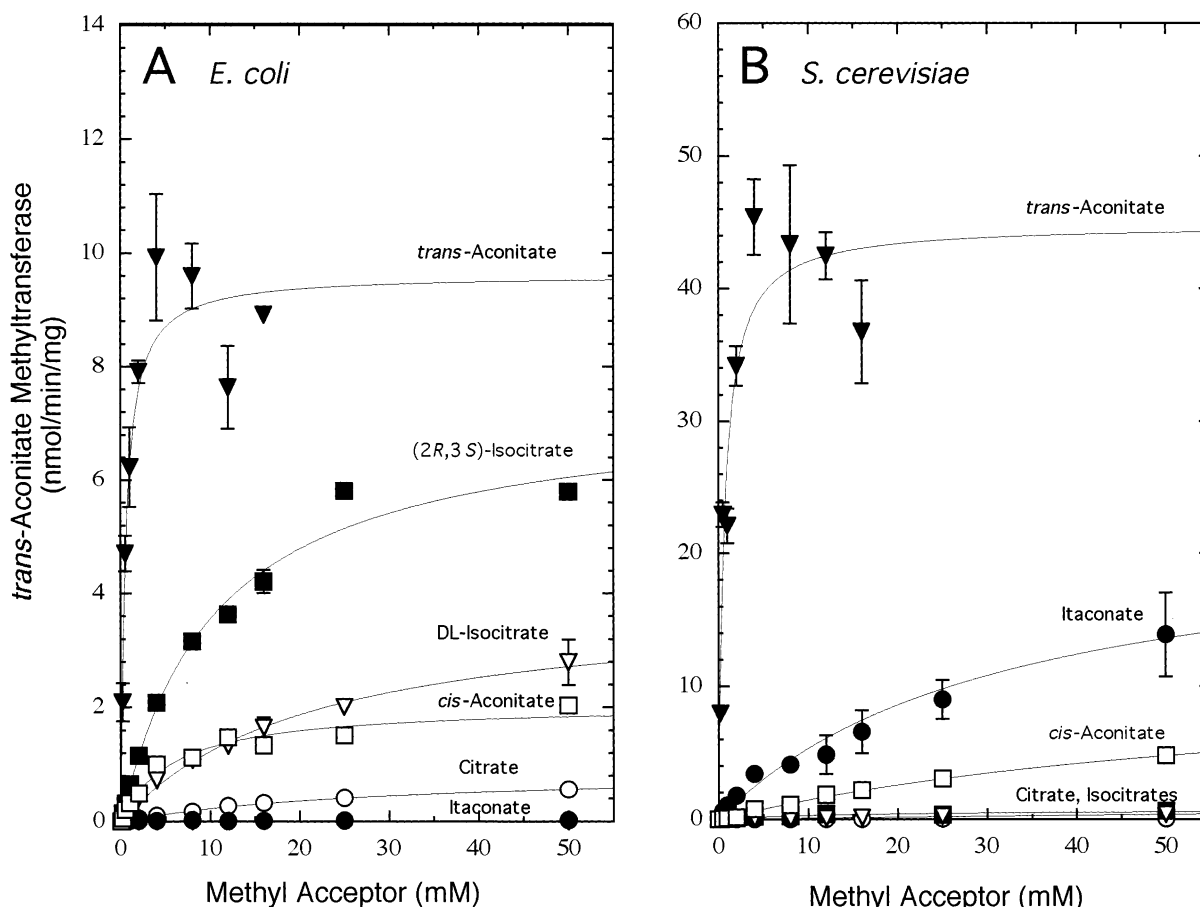 A E. coli
B S. cerevisiae
trans-Aconitate Methyltransferase
(nmol/min/mg)
14
12
10
8
6
4
2
0
trans-Aconitate
(2R,3S)-Isocitrate
DL-Isocitrate
cis-Aconitate
Citrate
Itaconate
0 10 20 30 40 50
Methyl Acceptor (mM)
60
50
40
30
20
10
0
trans-Aconitate
Itaconate
cis-Aconitate
Citrate, Isocitrates
0 10 20 30 40 50
Methyl Acceptor (mM)